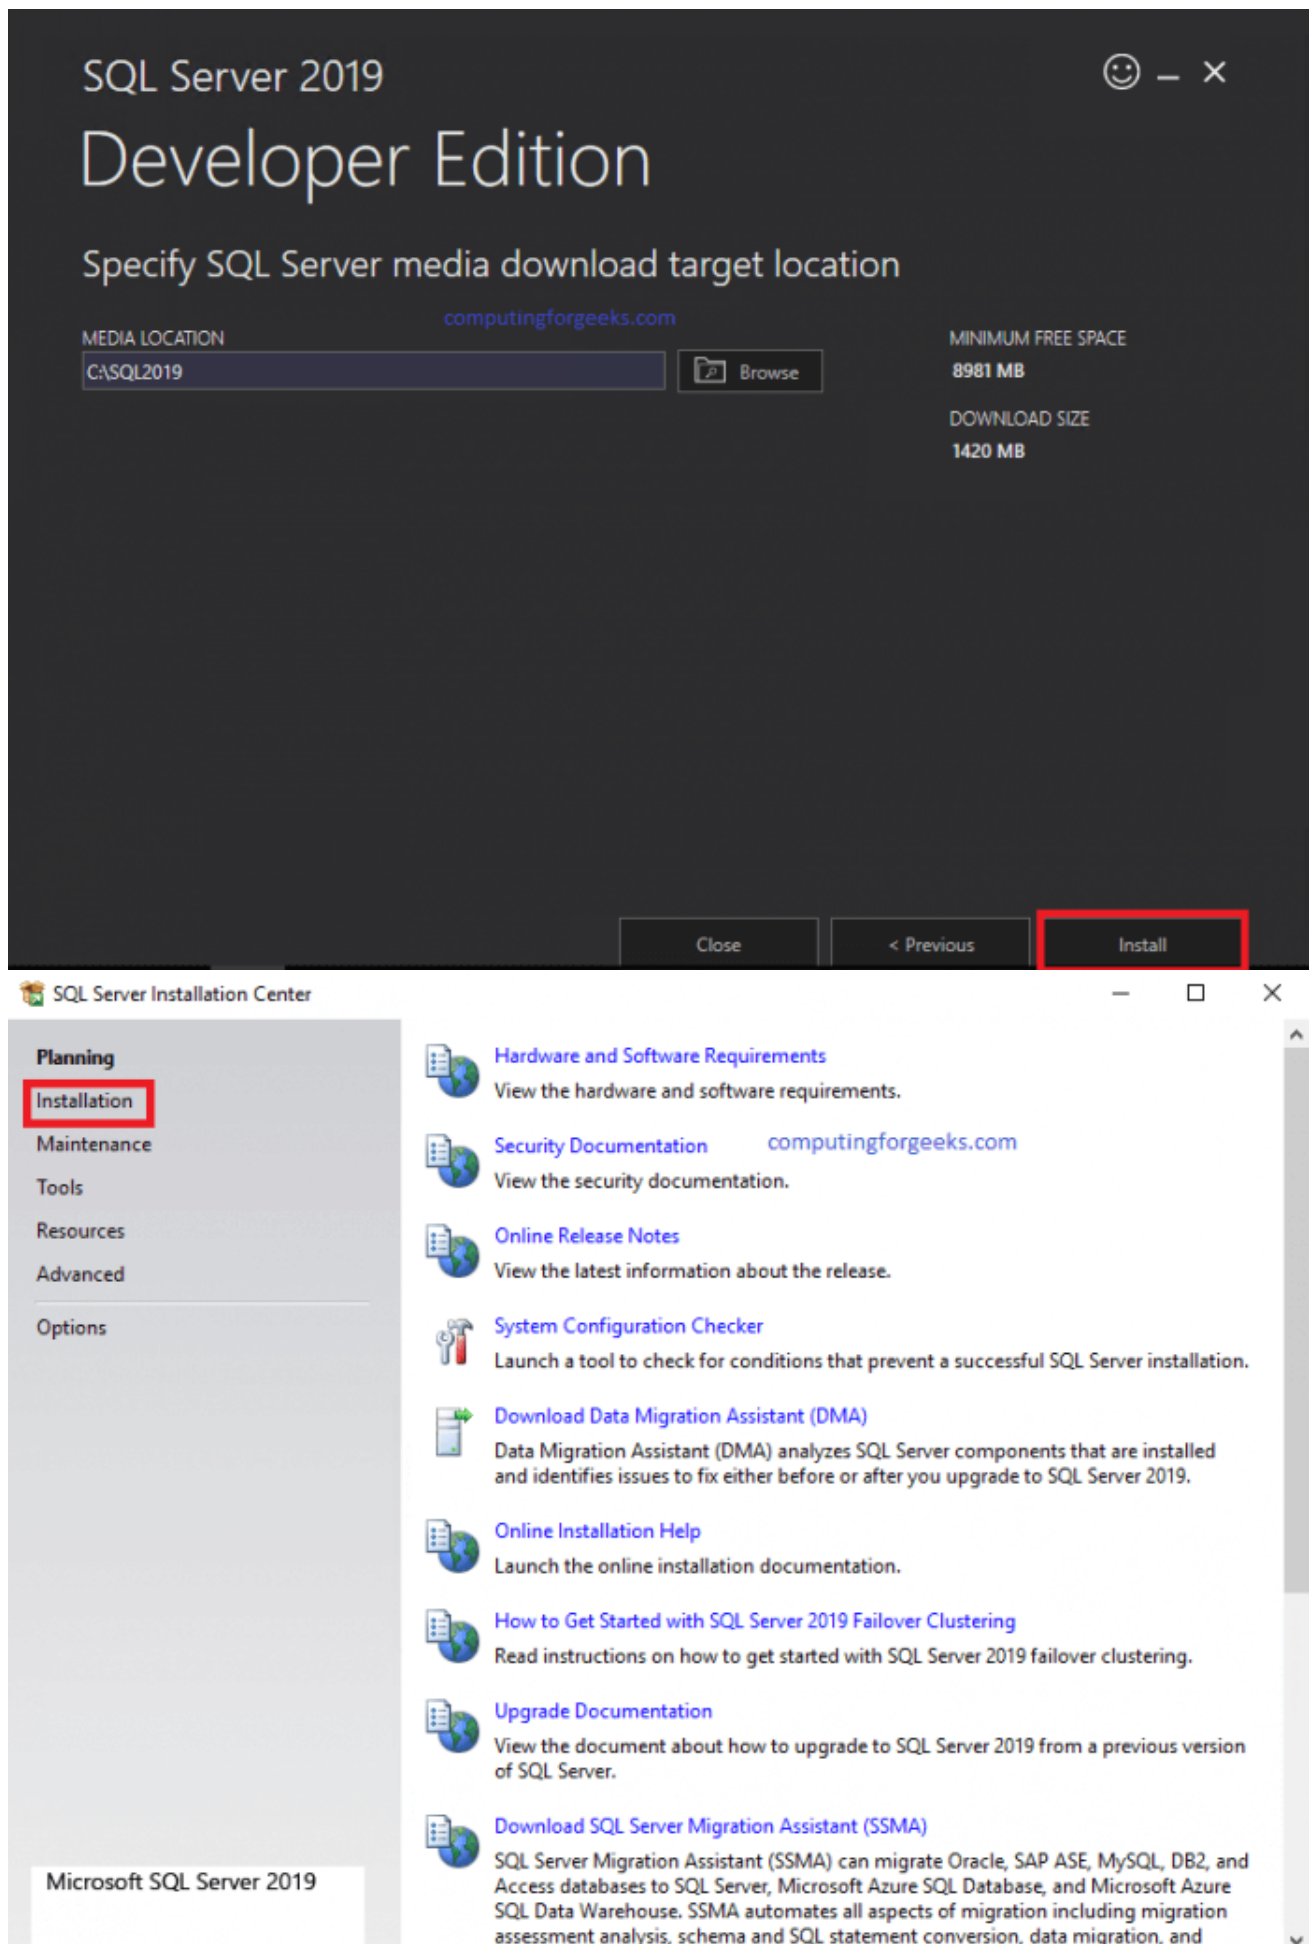 SQL Server 2019
Developer Edition
Specify SQL Server media download target location
computingforgeeks.com
MEDIA LOCATION
C:\SQL2019
Browse
MINIMUM FREE SPACE
8981 MB
DOWNLOAD SIZE
1420 MB
Close
< Previous
Install
SQL Server Installation Center
Planning
Installation
Maintenance
Tools
Resources
Advanced
Options
Microsoft SQL Server 2019
Hardware and Software Requirements
View the hardware and software requirements.
Security Documentation
computingforgeeks.com
View the security documentation.
Online Release Notes
View the latest information about the release.
System Configuration Checker
Launch a tool to check for conditions that prevent a successful SQL Server installation.
Download Data Migration Assistant (DMA)
Data Migration Assistant (DMA) analyzes SQL Server components that are installed
and identifies issues to fix either before or after you upgrade to SQL Server 2019.
Online Installation Help
Launch the online installation documentation.
How to Get Started with SQL Server 2019 Failover Clustering
Read instructions on how to get started with SQL Server 2019 failover clustering.
Upgrade Documentation
View the document about how to upgrade to SQL Server 2019 from a previous version
of SQL Server.
Download SQL Server Migration Assistant (SSMA)
SQL Server Migration Assistant (SSMA) can migrate Oracle, SAP ASE, MySQL, DB2, and
Access databases to SQL Server, Microsoft Azure SQL Database, and Microsoft Azure
SQL Data Warehouse. SSMA automates all aspects of migration including migration
assessment analysis, schema and SQL statement conversion, data migration, and